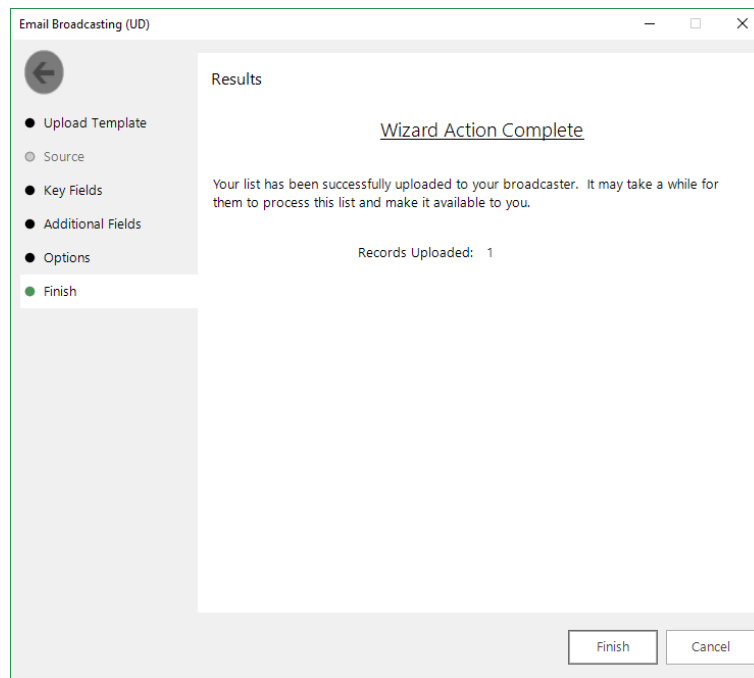 Email Broadcasting (UD)
Upload Template
Source
Key Fields
Additional Fields
Options
Finish
Results
Wizard Action Complete
Your list has been successfully uploaded to your broadcaster.  It may take a while for
them to process this list and make it available to you.
Records Uploaded:  1
Finish
Cancel